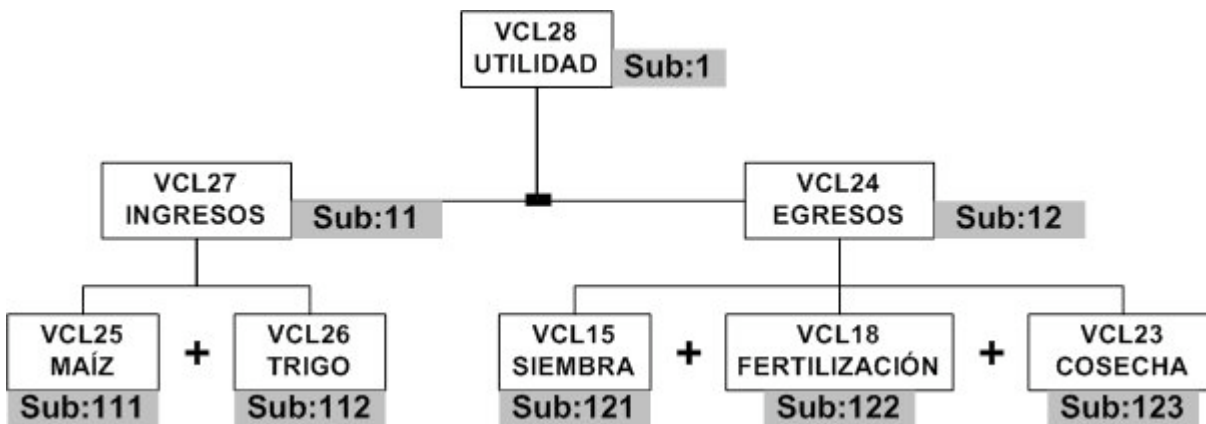 VCL28
UTILIDAD
Sub:1
VCL27
INGRESOS
Sub:11
VCL24
EGRESOS
Sub:12
VCL25
MAÍZ
Sub:111
+
VCL26
TRIGO
Sub:112
VCL15
SIEMBRA
Sub:121
+
VCL18
FERTILIZACIÓN
Sub:122
+
VCL23
COSECHA
Sub:123